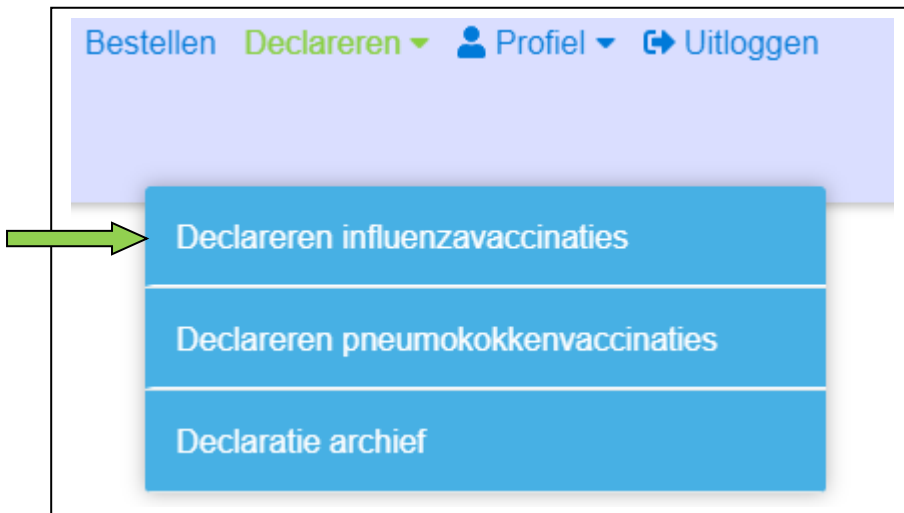 Bestellen Declareren Profiel Uitloggen
Declareren influenzavaccinaties
Declareren pneumokokkenvaccinaties
Declaratie archief